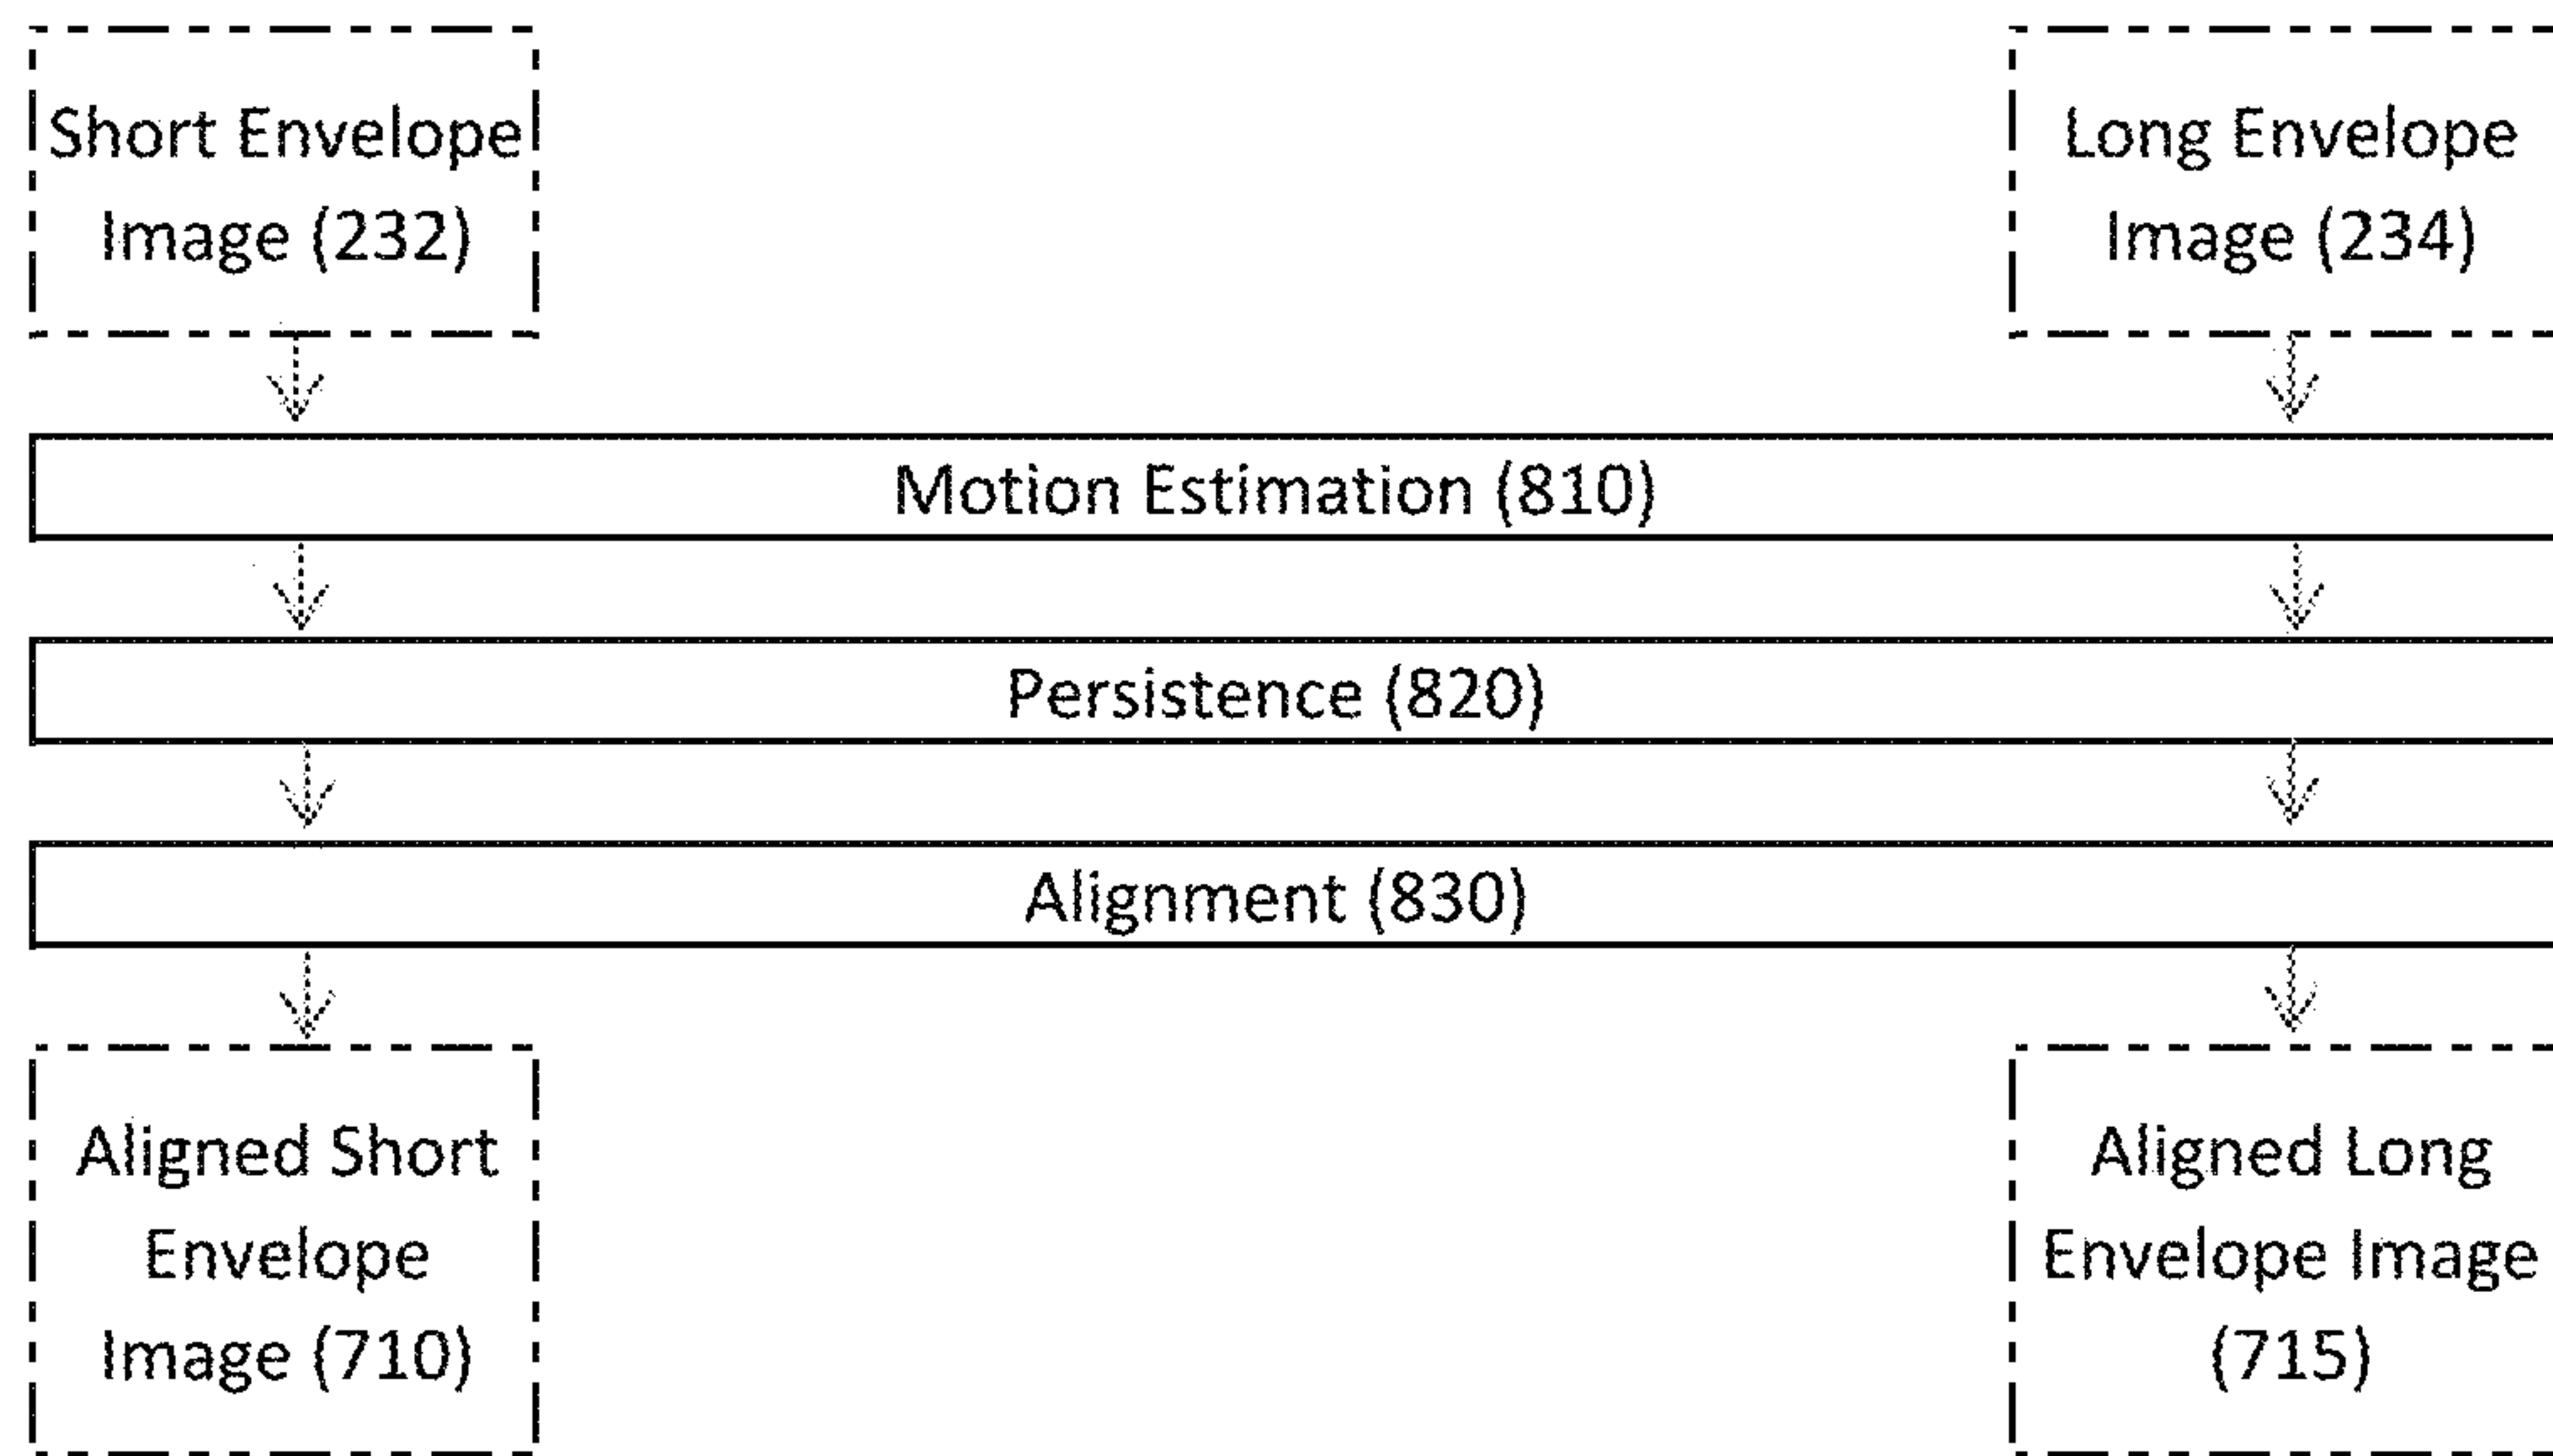 Short Envelope
Image (232)
Long Envelope
Image (234)
Motion Estimation (810)
Persistence (820)
Alignment (830)
Aligned Short
Envelope
Image (710)
Aligned Long
Envelope Image
(715)